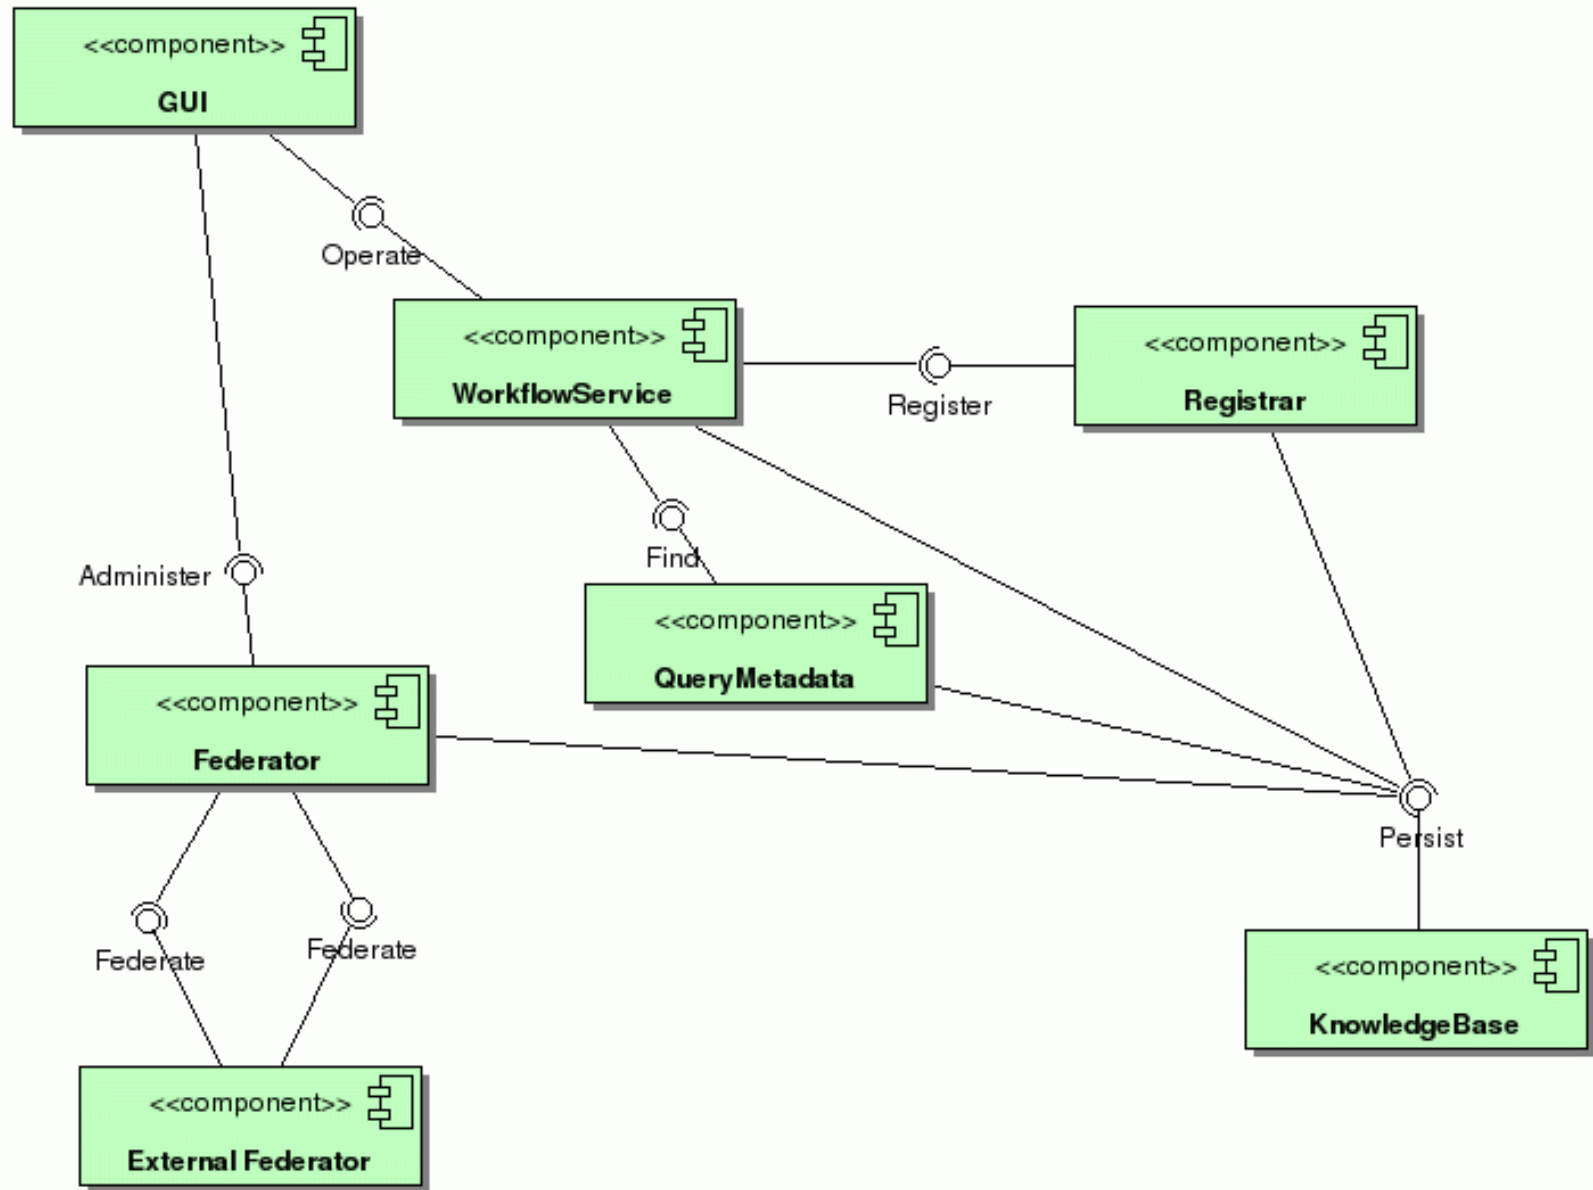 <<component>>
GUI
Operate
<<component>>
WorkflowService
Register
<<component>>
Registrar
Find
Administer
<<component>>
QueryMetadata
<<component>>
Federator
Persist
Federate
Federate
<<component>>
KnowledgeBase
<<component>>
External Federator